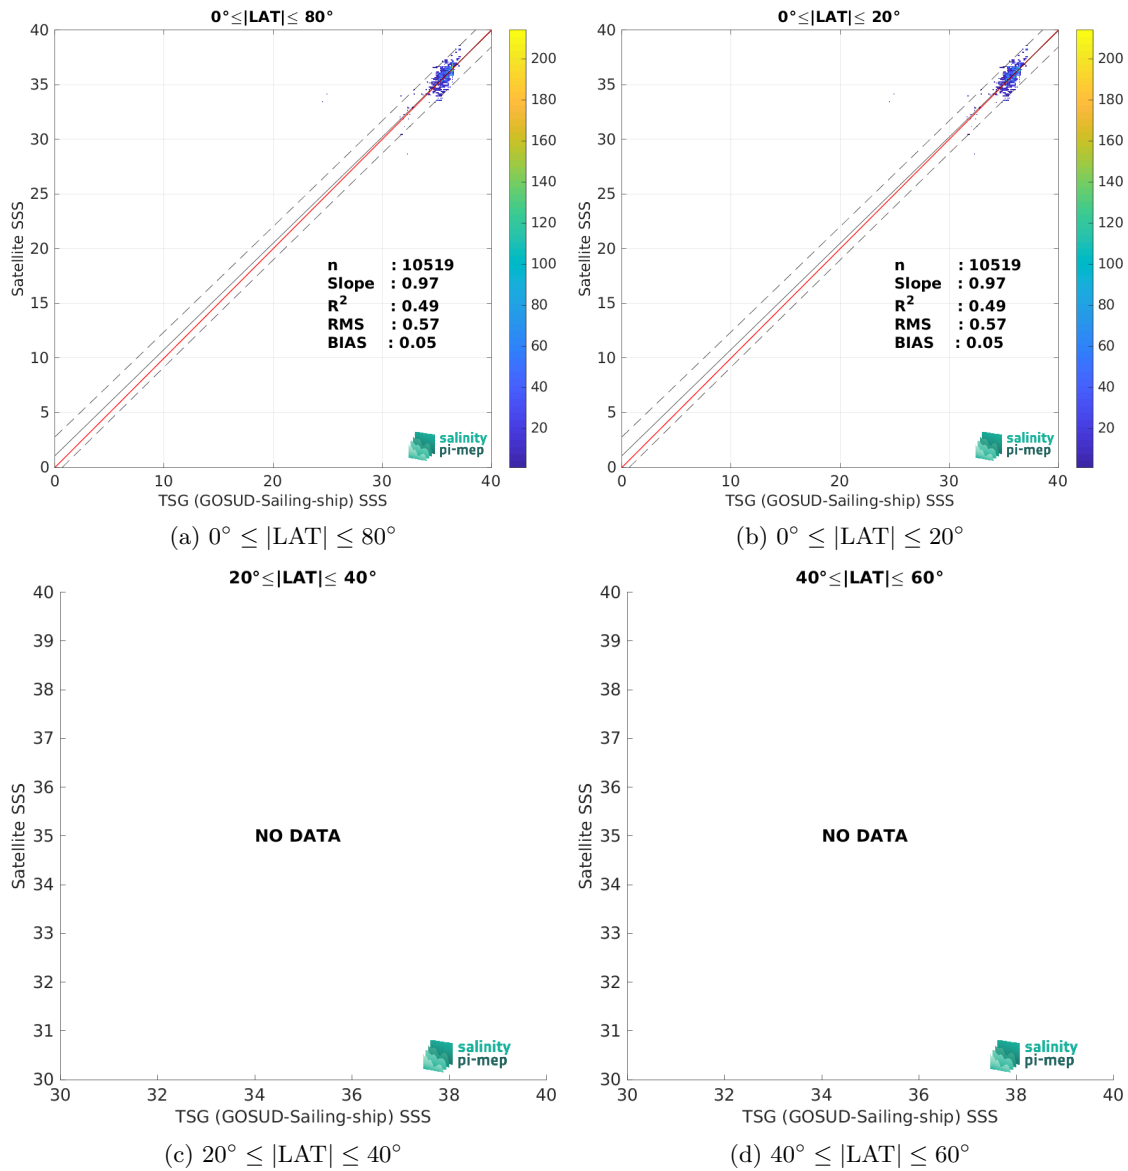 0°≤|LAT|≤ 80°
40
35
30
25
20
15
10
5
0
Satellite SSS
n : 10519
Slope : 0.97
R² : 0.49
RMS : 0.57
BIAS : 0.05
salinity
pi-mep
0 10 20 30 40
TSG (GOSUD-Sailing-ship) SSS
200
180
160
140
120
100
80
60
40
20
(a) 0° ≤ |LAT| ≤ 80°
0°≤|LAT|≤ 20°
40
35
30
25
20
15
10
5
0
Satellite SSS
n : 10519
Slope : 0.97
R² : 0.49
RMS : 0.57
BIAS : 0.05
salinity
pi-mep
0 10 20 30 40
TSG (GOSUD-Sailing-ship) SSS
200
180
160
140
120
100
80
60
40
20
(b) 0° ≤ |LAT| ≤ 20°
20°≤|LAT|≤ 40°
40
39
38
37
36
35
34
33
32
31
30
Satellite SSS
NO DATA
salinity
pi-mep
30 32 34 36 38 40
TSG (GOSUD-Sailing-ship) SSS
(c) 20° ≤ |LAT| ≤ 40°
40°≤|LAT|≤ 60°
40
39
38
37
36
35
34
33
32
31
30
Satellite SSS
NO DATA
salinity
pi-mep
30 32 34 36 38 40
TSG (GOSUD-Sailing-ship) SSS
(d) 40° ≤ |LAT| ≤ 60°